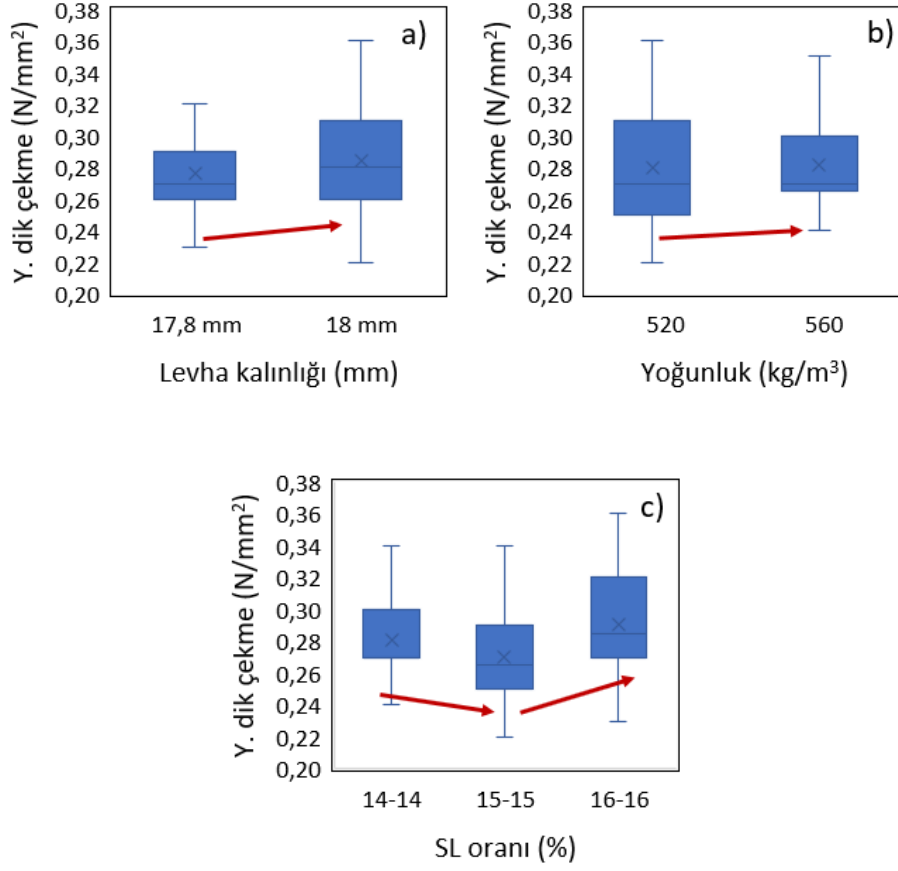 a)
Y. dik çekme (N/mm²)
0,38
0,36
0,34
0,32
0,30
0,28
0,26
0,24
0,22
0,20
17,8 mm 18 mm
Levha kalınlığı (mm)
b)
Y. dik çekme (N/mm²)
0,38
0,36
0,34
0,32
0,30
0,28
0,26
0,24
0,22
0,20
520 560
Yoğunluk (kg/m³)
c)
Y. dik çekme (N/mm²)
0,38
0,36
0,34
0,32
0,30
0,28
0,26
0,24
0,22
0,20
14-14 15-15 16-16
SL oranı (%)